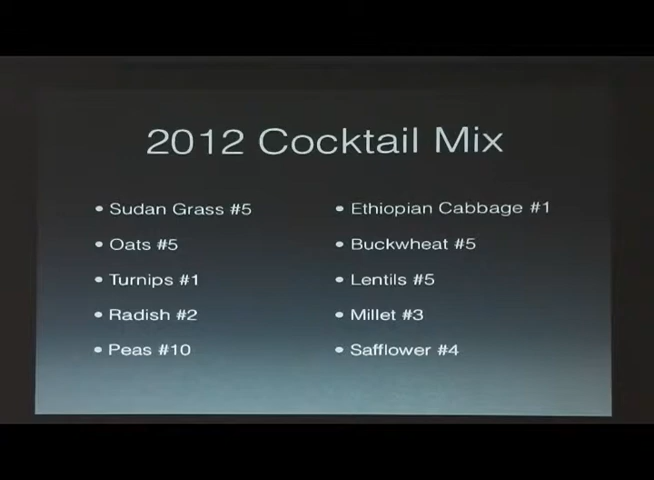 2012 Cocktail Mix
• Sudan Grass #5
• Oats #5
• Turnips #1
• Radish #2
• Peas #10
• Ethiopian Cabbage #1
• Buckwheat #5
• Lentils #5
• Millet #3
• Safflower #4